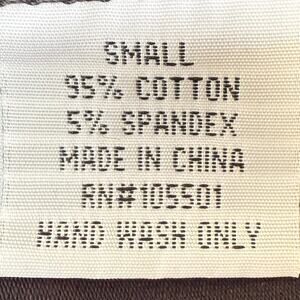 SMALL
95% COTTON
5% SPANDEX
MADE IN CHINA
RN#105501
HAND WASH ONLY